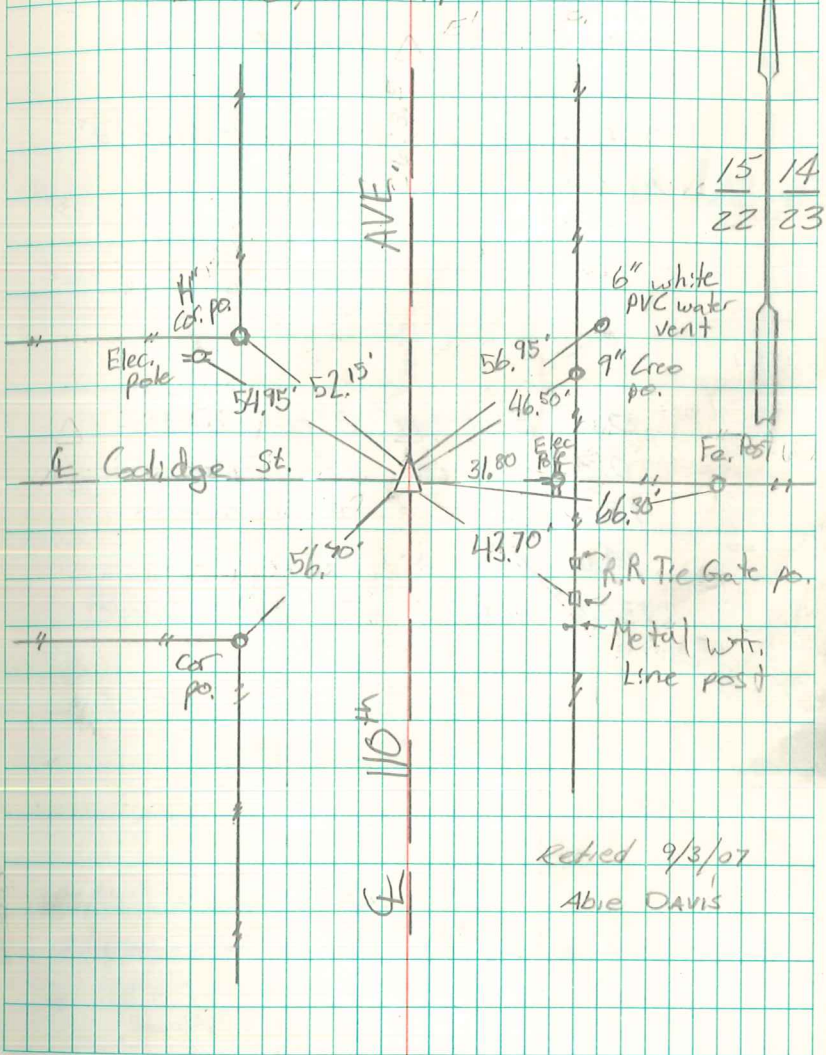 AVE.
15 14
22 23
6" white
PVC water
vent
cor. po.
Elec.
pole
54.95'
52.15'
56.95'
9" Creo
po.
46.50'
℄ Coolidge St.
31.80
Elec
Pole
Fe. Post
66.30'
43.70'
56.40'
R.R. Tie Gate po.
Metal wtr.
Line post
Cor
po.
110th
℄
Retied 9/3/07
Abie DAVIS